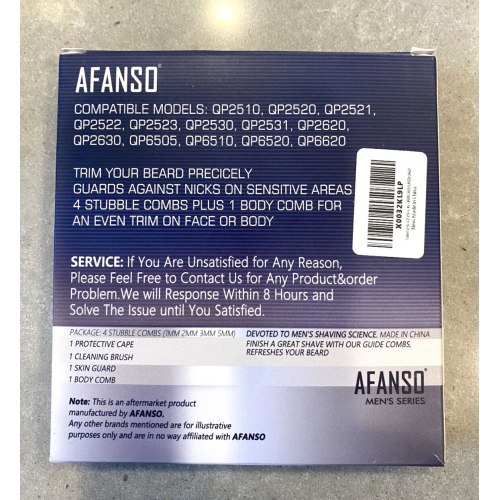 AFANSO®
COMPATIBLE MODELS: QP2510, QP2520, QP2521,
QP2522, QP2523, QP2530, QP2531, QP2620,
QP2630, QP6505, QP6510, QP6520, QP6620
TRIM YOUR BEARD PRECICELY
GUARDS AGAINST NICKS ON SENSITIVE AREAS
4 STUBBLE COMBS PLUS 1 BODY COMB FOR
AN EVEN TRIM ON FACE OR BODY
X0032KL9LP
SERVICE: If You Are Unsatisfied for Any Reason,
Please Feel Free to Contact Us for Any Product&order
Problem.We will Response Within 8 Hours and
Solve The Issue until You Satisfied.
PACKAGE: 4 STUBBLE COMBS (1MM 2MM 3MM 5MM)
1 PROTECTIVE CAPE
1 CLEANING BRUSH
1 SKIN GUARD
1 BODY COMB
DEVOTED TO MEN'S SHAVING SCIENCE. MADE IN CHINA
FINISH A GREAT SHAVE WITH OUR GUIDE COMBS,
REFRESHES YOUR BEARD
AFANSO®
MEN'S SERIES
Note: This is an aftermarket product
manufactured by AFANSO.
Any other brands mentioned are for illustrative
purposes only and are in no way affiliated with AFANSO